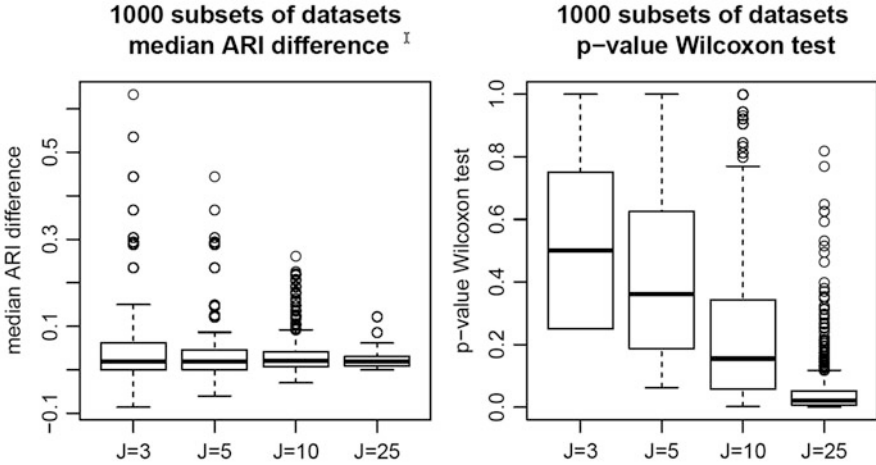 1000 subsets of datasets
median ARI difference
median ARI difference
0.5
0.3
0.1
−0.1
J=3
J=5
J=10
J=25
1000 subsets of datasets
p−value Wilcoxon test
p−value Wilcoxon test
1.0
0.8
0.6
0.4
0.2
0.0
J=3
J=5
J=10
J=25